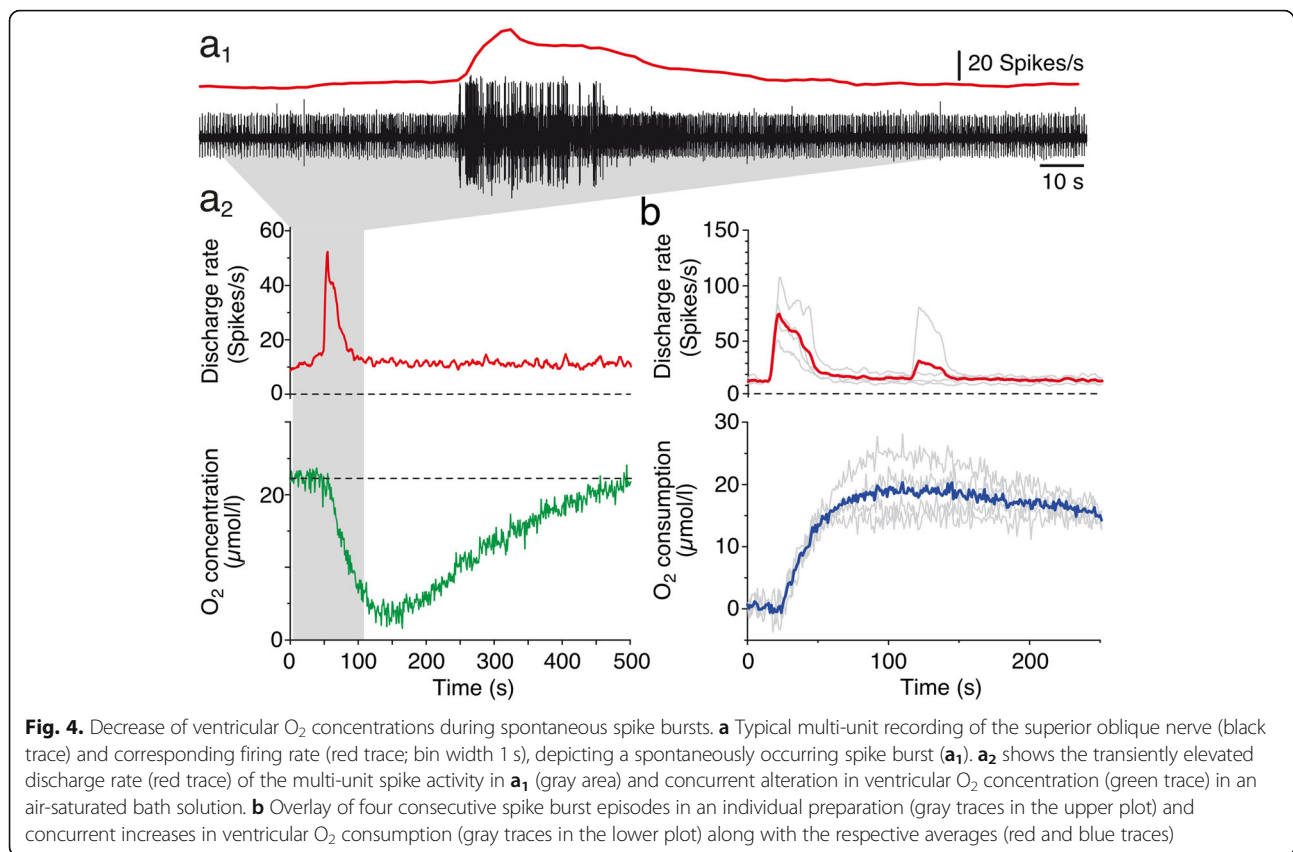 a1
20 Spikes/s
10 s
a2
b
60
40
20
0
Discharge rate
(Spikes/s)
150
100
50
0
Discharge rate
(Spikes/s)
20
0
O2 concentration
(µmol/l)
30
20
10
0
O2 consumption
(µmol/l)
0 100 200 300 400 500
Time (s)
0 100 200
Time (s)
Fig. 4. Decrease of ventricular O2 concentrations during spontaneous spike bursts. a Typical multi-unit recording of the superior oblique nerve (black
trace) and corresponding firing rate (red trace; bin width 1 s), depicting a spontaneously occurring spike burst (a1). a2 shows the transiently elevated
discharge rate (red trace) of the multi-unit spike activity in a1 (gray area) and concurrent alteration in ventricular O2 concentration (green trace) in an
air-saturated bath solution. b Overlay of four consecutive spike burst episodes in an individual preparation (gray traces in the upper plot) and
concurrent increases in ventricular O2 consumption (gray traces in the lower plot) along with the respective averages (red and blue traces)